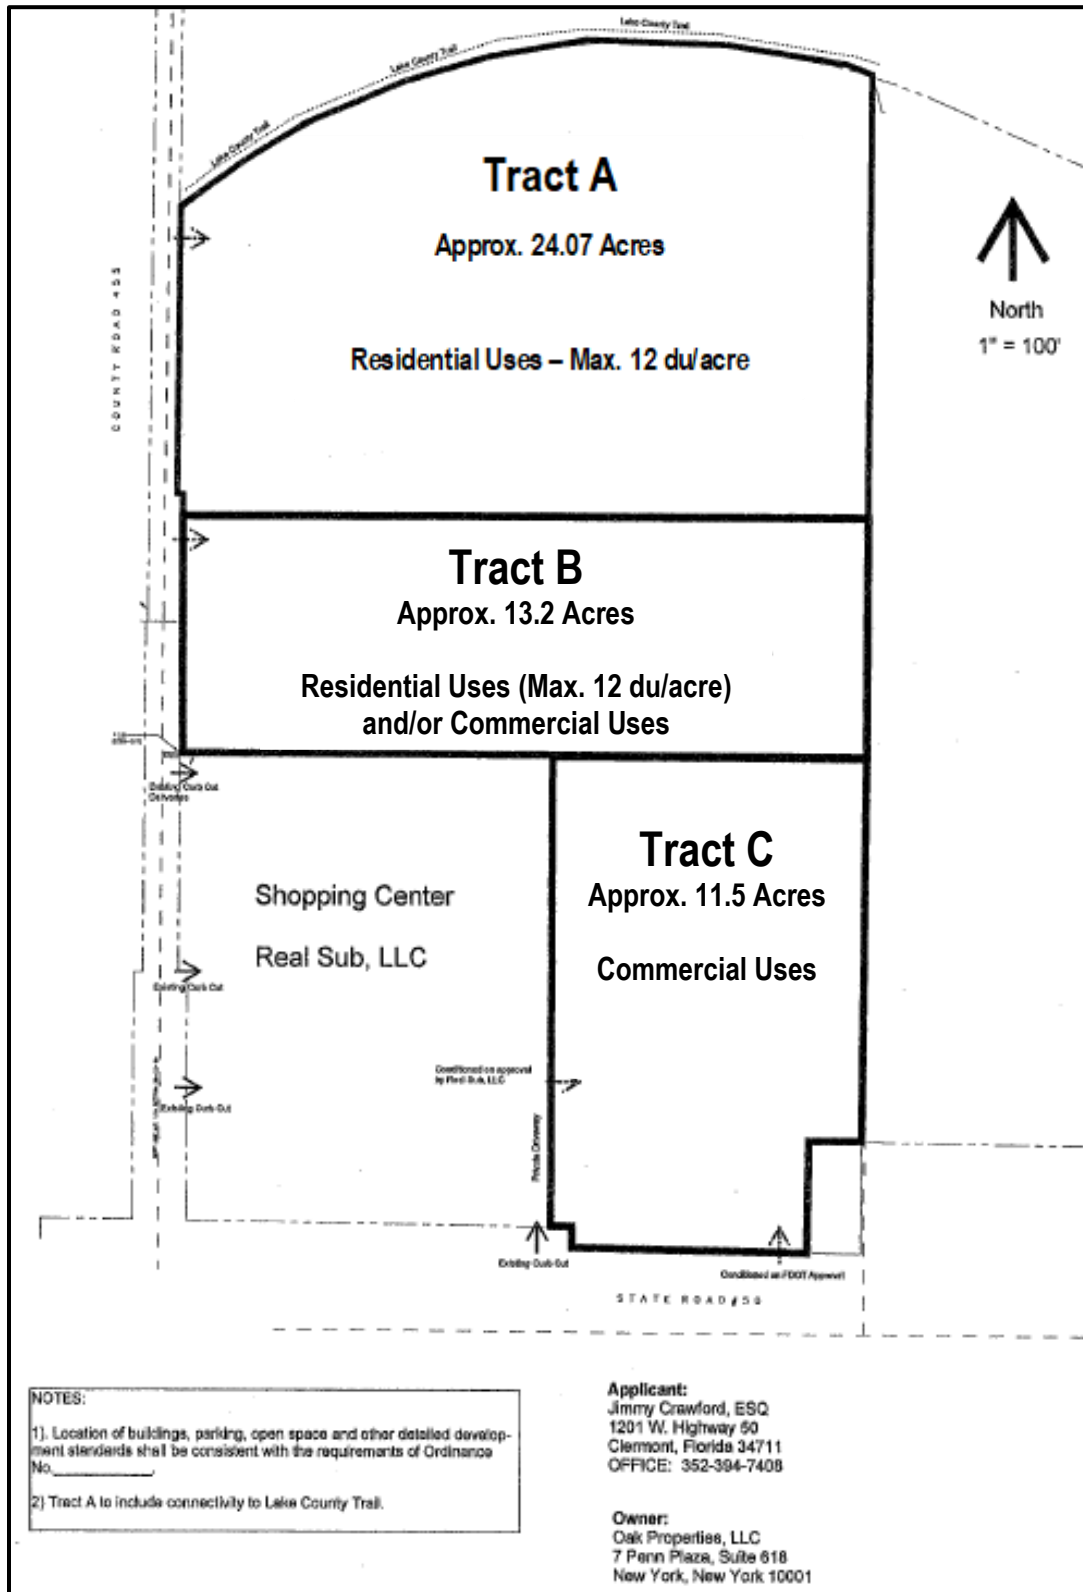 Lake County Trail
Lake County Trail
Lake County Trail
Tract A
Approx. 24.07 Acres
Residential Uses – Max. 12 du/acre
North
1" = 100'
COUNTY ROAD 455
Tract B
Approx. 13.2 Acres
Residential Uses (Max. 12 du/acre)
and/or Commercial Uses
Existing Curb Cut
Deliveries
Shopping Center
Real Sub, LLC
Tract C
Approx. 11.5 Acres
Commercial Uses
Existing Curb Cut
Conditioned on approval
by Real Sub, LLC
Existing Curb Cut
Private Driveway
Existing Curb Cut
Conditioned on FDOT Approval
STATE ROAD #50
NOTES:
1). Location of buildings, parking, open space and other detailed develop-
ment standards shall be consistent with the requirements of Ordinance
No.____________.
2) Tract A to include connectivity to Lake County Trail.
Applicant:
Jimmy Crawford, ESQ
1201 W. Highway 50
Clermont, Florida 34711
OFFICE: 352-394-7408
Owner:
Oak Properties, LLC
7 Penn Plaza, Suite 618
New York, New York 10001